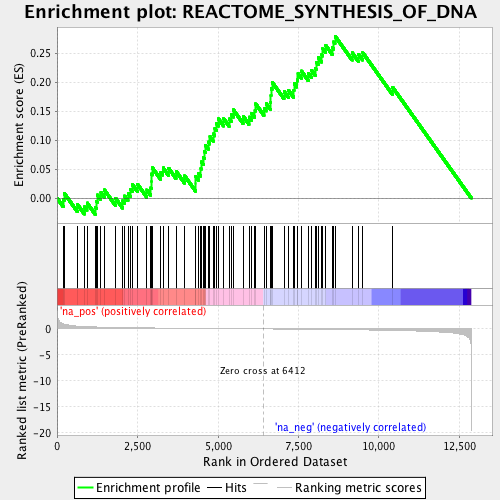 Enrichment plot: REACTOME_SYNTHESIS_OF_DNA
Enrichment score (ES)
0.25
0.20
0.15
0.10
0.05
0.00
'na_pos' (positively correlated)
Ranked list metric (PreRanked)
0
-5
-10
-15
-20
Zero cross at 6412
'na_neg' (negatively correlated)
0
2,500
5,000
7,500
10,000
12,500
Rank in Ordered Dataset
Enrichment profile
Hits
Ranking metric scores